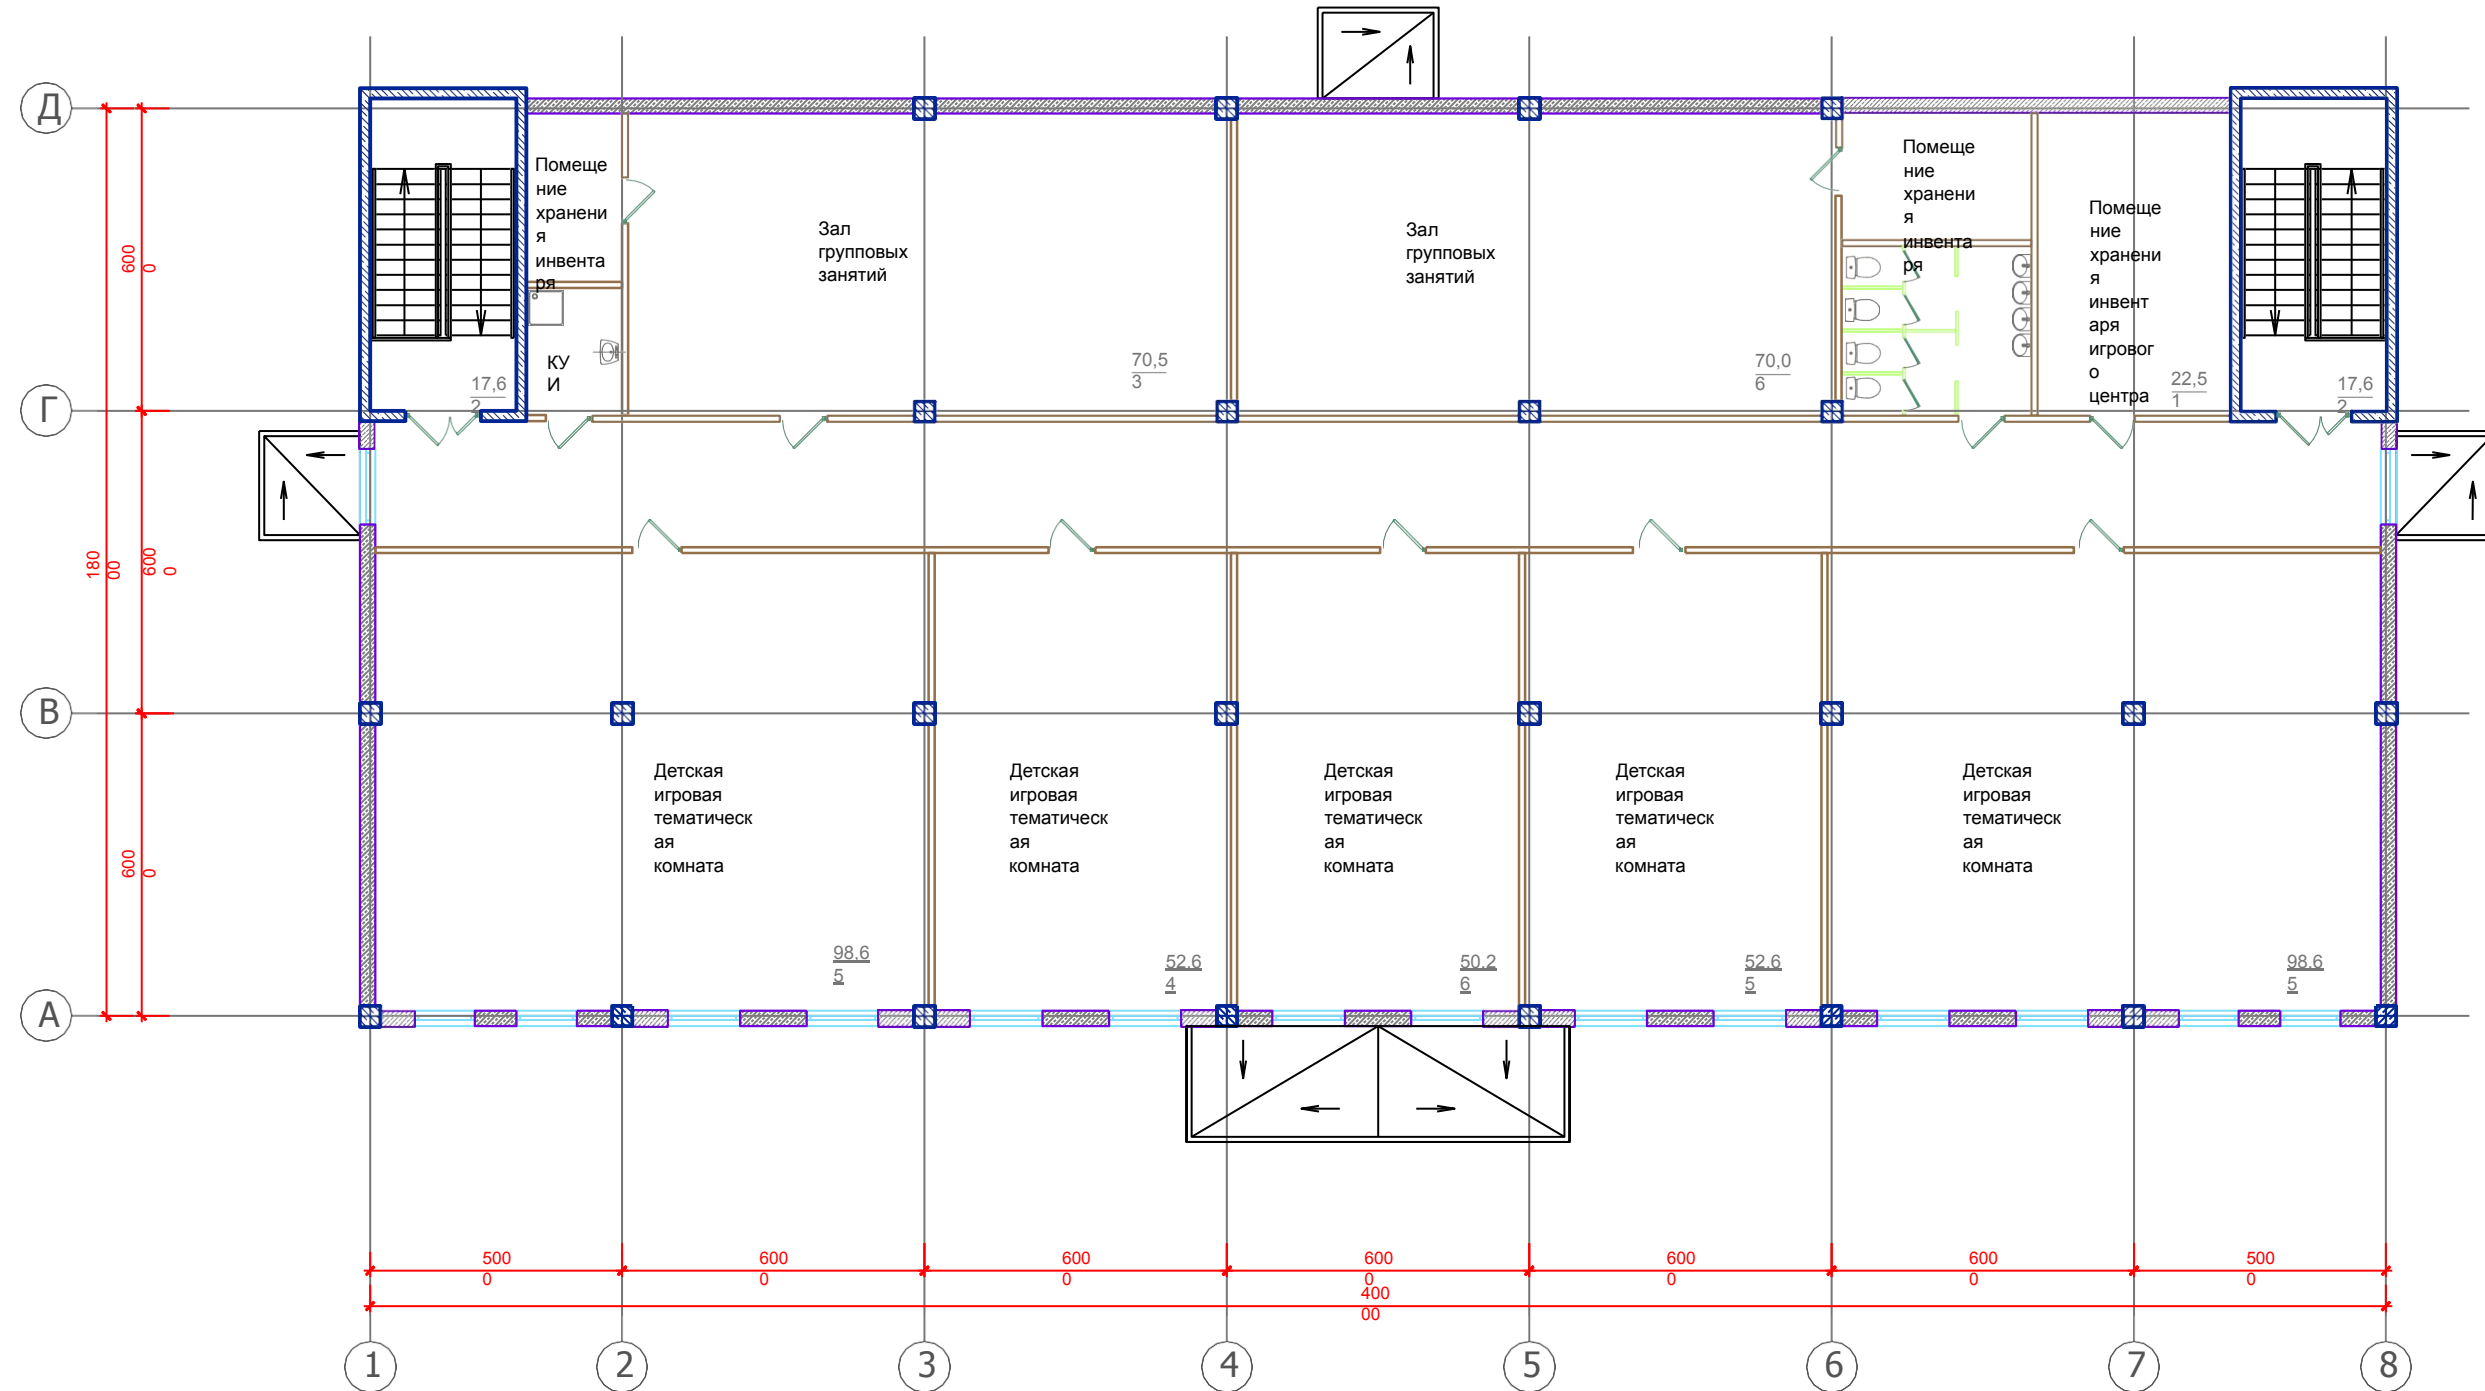 Д
Г
В
А
600
0
600
0
600
0
180
00
Помеще
ние
хранени
я
инвента
ря
КУ
И
17,6
2
Зал
групповых
занятий
70,5
3
Зал
групповых
занятий
70,0
6
Помеще
ние
хранени
я
инвента
ря
Помеще
ние
хранени
я
инвент
аря
игровог
о
центра
22,5
1
17,6
2
Детская
игровая
тематическ
ая
комната
98,6
5
Детская
игровая
тематическ
ая
комната
52,6
4
Детская
игровая
тематическ
ая
комната
50,2
6
Детская
игровая
тематическ
ая
комната
52,6
5
Детская
игровая
тематическ
ая
комната
98,6
5
500
0
600
0
600
0
600
0
600
0
600
0
500
0
400
00
1
2
3
4
5
6
7
8